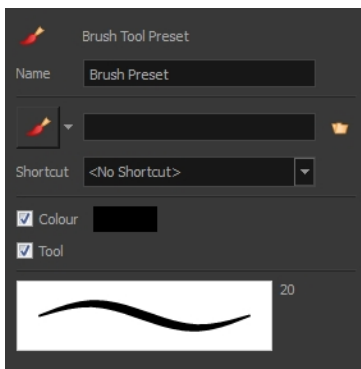 Brush Tool Preset
Name Brush Preset
Shortcut <No Shortcut>
Colour
Tool
20